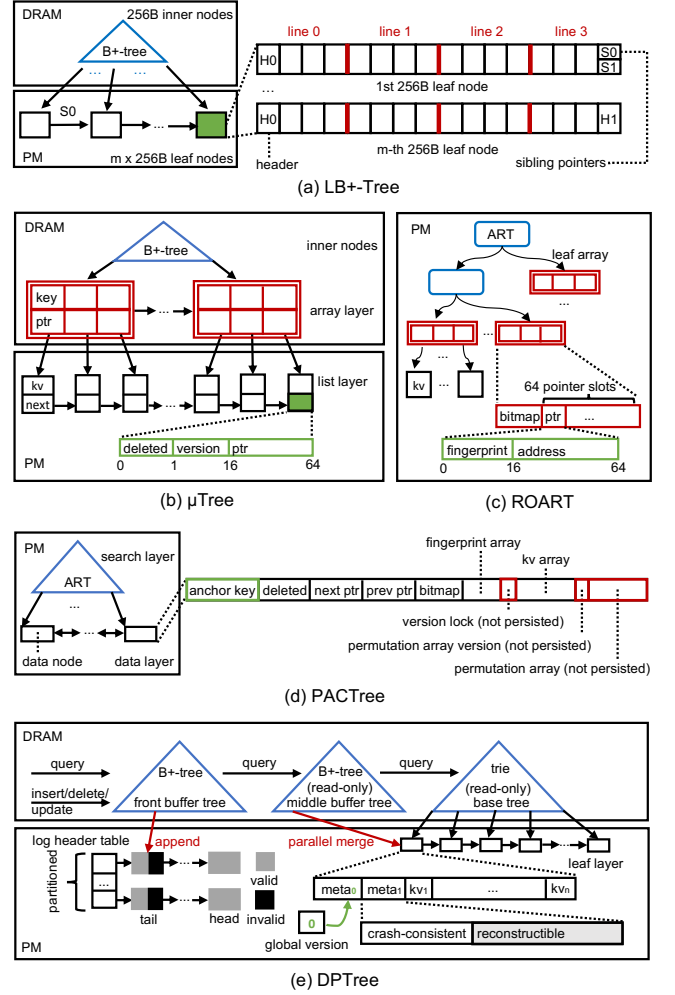 DRAM
256B inner nodes
B+-tree
...
...
S0
...
PM
m x 256B leaf nodes
line 0
line 1
line 2
line 3
H0
S0
S1
1st 256B leaf node
...
H0
H1
m-th 256B leaf node
header
sibling pointers
(a) LB+-Tree
DRAM
B+-tree
inner nodes
key
ptr
...
array layer
kv
next
...
list layer
deleted
version
ptr
0
1
16
64
PM
(b) μTree
PM
ART
leaf array
...
...
...
kv
...
64 pointer slots
bitmap
ptr
...
fingerprint
address
0
16
64
(c) ROART
PM
search layer
ART
...
...
data node
data layer
fingerprint array
kv array
anchor key
deleted
next ptr
prev ptr
bitmap
version lock (not persisted)
permutation array version (not persisted)
permutation array (not persisted)
(d) PACTree
DRAM
query
insert/delete/
update
B+-tree
front buffer tree
query
B+-tree
(read-only)
middle buffer tree
query
trie
(read-only)
base tree
log header table
append
parallel merge
partitioned
...
...
...
tail
head
valid
invalid
...
leaf layer
meta0
meta1
kv1
...
kvn
0
global version
crash-consistent
reconstructible
PM
(e) DPTree